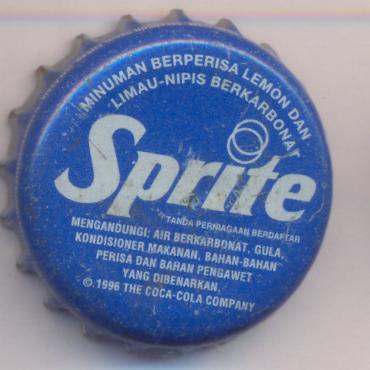 MINUMAN BERPERISA LEMON DAN
LIMAU-NIPIS BERKARBONAT
Sprite
TANDA PERNIAGAAN BERDAFTAR
MENGANDUNGI: AIR BERKARBONAT, GULA,
KONDISIONER MAKANAN, BAHAN-BAHAN
PERISA DAN BAHAN PENGAWET
YANG DIBENARKAN.
© 1996 THE COCA-COLA COMPANY